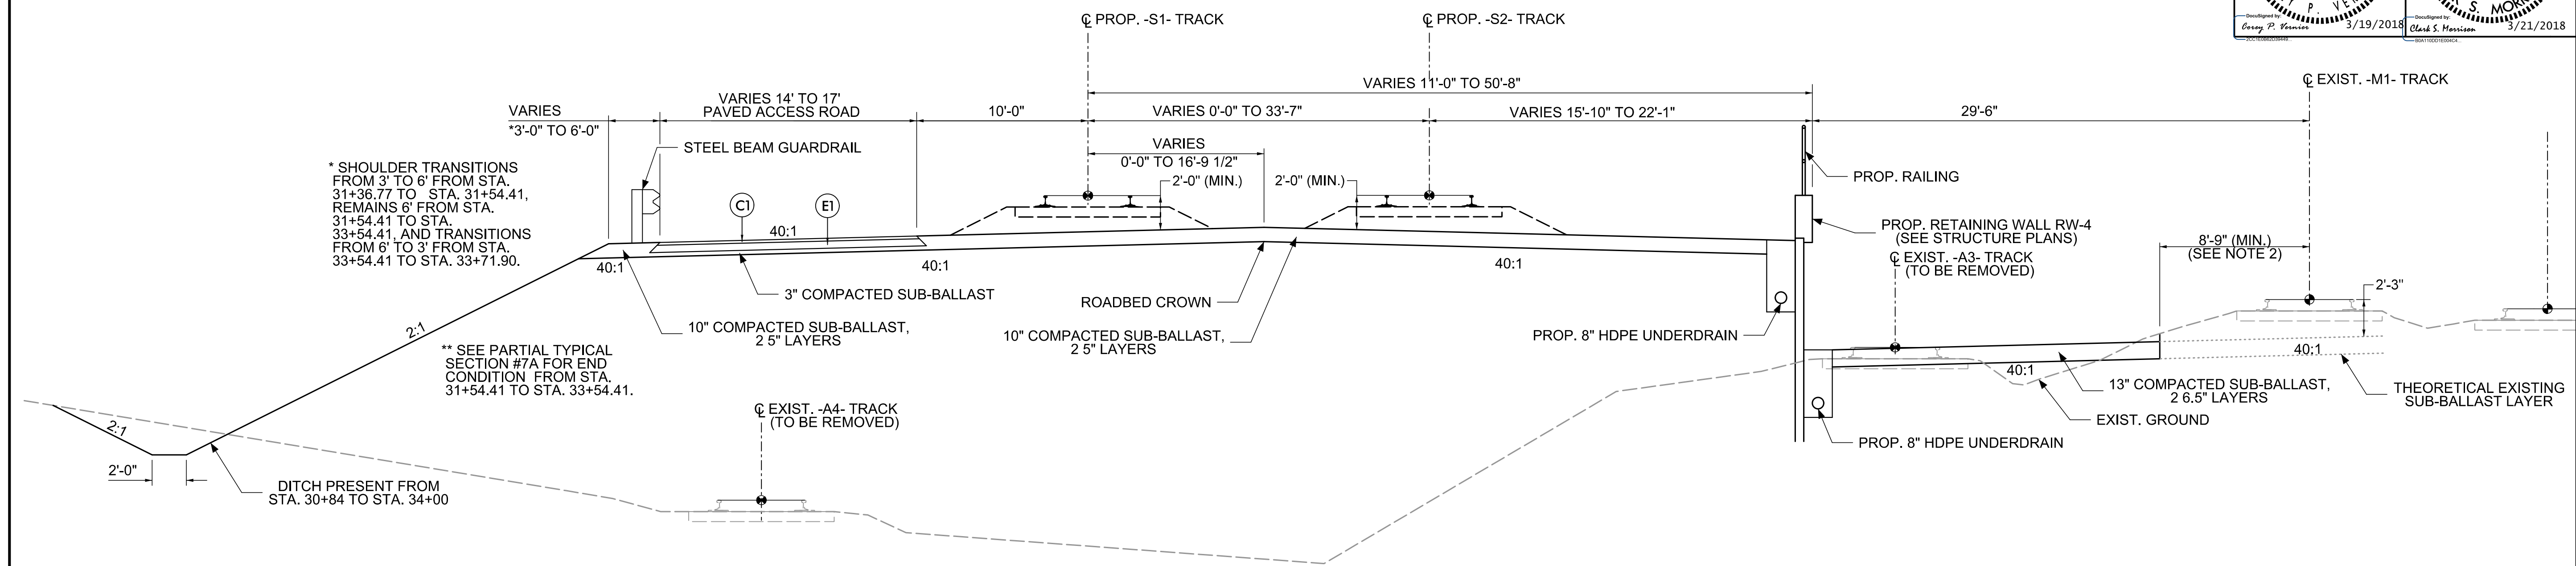 Y P. VER
S. MOR
DocuSigned by:
Corey P. Vernier
3/19/2018
DocuSigned by:
Clark S. Morrison
3/21/2018
℄ PROP. -S1- TRACK
℄ PROP. -S2- TRACK
℄ EXIST. -M1- TRACK
VARIES 11'-0" TO 50'-8"
VARIES
*3'-0" TO 6'-0"
VARIES 14' TO 17'
PAVED ACCESS ROAD
10'-0"
VARIES 0'-0" TO 33'-7"
VARIES 15'-10" TO 22'-1"
29'-6"
VARIES
0'-0" TO 16'-9 1/2"
STEEL BEAM GUARDRAIL
2'-0" (MIN.)
2'-0" (MIN.)
PROP. RAILING
* SHOULDER TRANSITIONS
FROM 3' TO 6' FROM STA.
31+36.77 TO STA. 31+54.41,
REMAINS 6' FROM STA.
31+54.41 TO STA.
33+54.41, AND TRANSITIONS
FROM 6' TO 3' FROM STA.
33+54.41 TO STA. 33+71.90.
C1
E1
40:1
PROP. RETAINING WALL RW-4
(SEE STRUCTURE PLANS)
8'-9" (MIN.)
(SEE NOTE 2)
℄ EXIST. -A3- TRACK
(TO BE REMOVED)
40:1
40:1
40:1
2'-3"
3" COMPACTED SUB-BALLAST
ROADBED CROWN
10" COMPACTED SUB-BALLAST,
2 5" LAYERS
10" COMPACTED SUB-BALLAST,
2 5" LAYERS
PROP. 8" HDPE UNDERDRAIN
2:1
** SEE PARTIAL TYPICAL
SECTION #7A FOR END
CONDITION FROM STA.
31+54.41 TO STA. 33+54.41.
40:1
40:1
13" COMPACTED SUB-BALLAST,
2 6.5" LAYERS
THEORETICAL EXISTING
SUB-BALLAST LAYER
EXIST. GROUND
℄ EXIST. -A4- TRACK
(TO BE REMOVED)
PROP. 8" HDPE UNDERDRAIN
2:1
2'-0"
DITCH PRESENT FROM
STA. 30+84 TO STA. 34+00